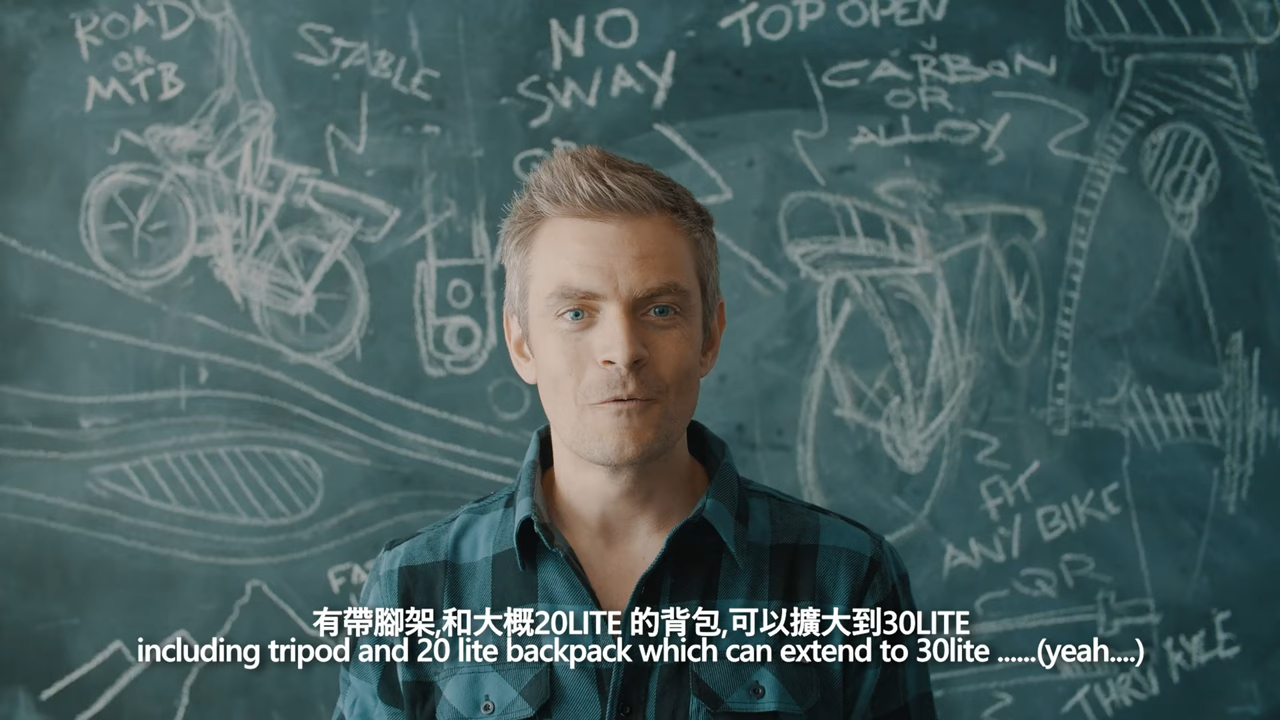 ROAD
OR
MTB
STABLE
NO
SWAY
TOP OPEN
CARBON
OR
ALLOY
FIT
ANY BIKE
QR
THRU AXLE
有帶腳架,和大概20LITE 的背包,可以擴大到30LITE
including tripod and 20 lite backpack which can extend to 30lite ......(yeah....)